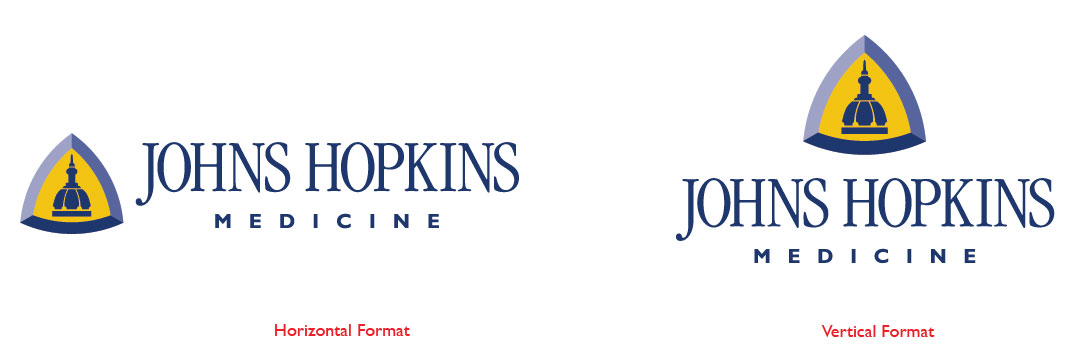 JOHNS HOPKINS
MEDICINE
Horizontal Format
JOHNS HOPKINS
MEDICINE
Vertical Format